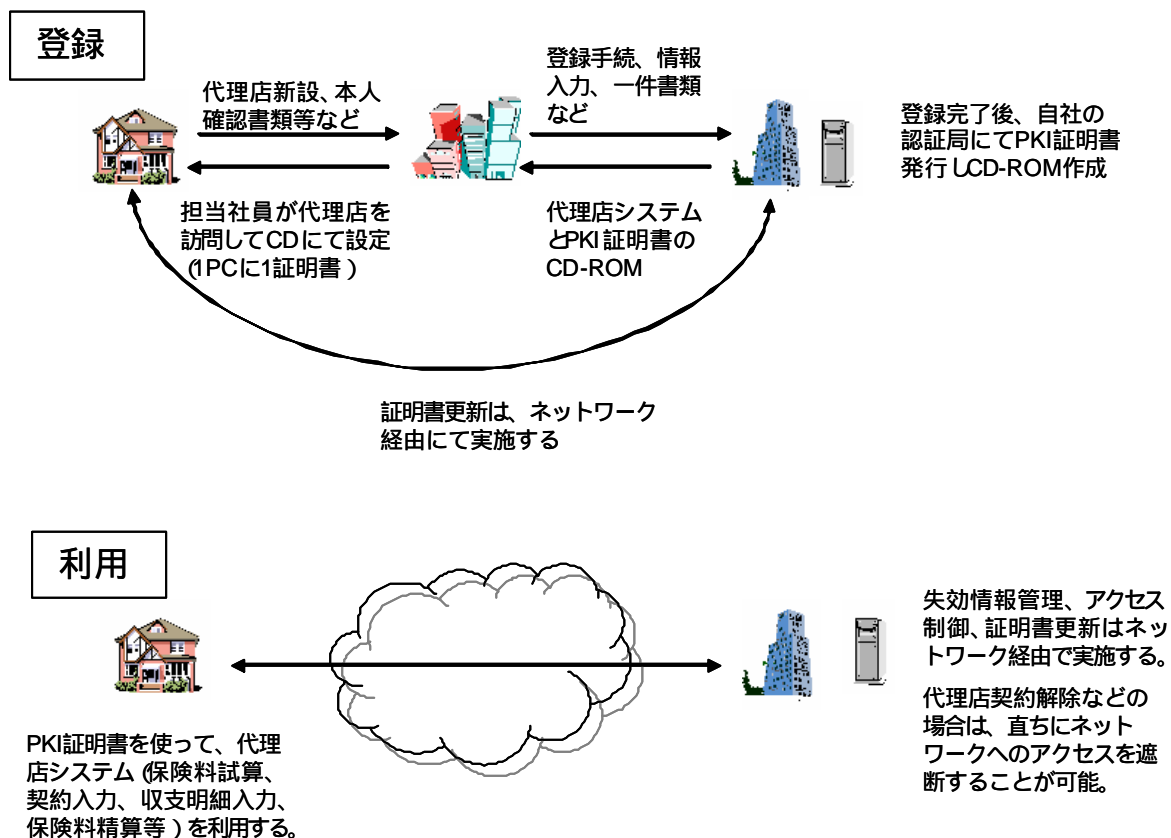 登録
代理店新設、本人
確認書類等など
登録手続、情報
入力、一件書類
など
登録完了後、自社の
認証局にてPKI証明書
発行しCD-ROM作成
担当社員が代理店を
訪問してCDにて設定
(1PCに1証明書)
代理店システム
とPKI証明書の
CD-ROM
証明書更新は、ネットワーク
経由にて実施する
利用
失効情報管理、アクセス
制御、証明書更新はネッ
トワーク経由で実施する。
代理店契約解除などの
場合は、直ちにネット
ワークへのアクセスを遮
断することが可能。
PKI証明書を使って、代理
店システム(保険料試算、
契約入力、収支明細入力、
保険料精算等)を利用する。